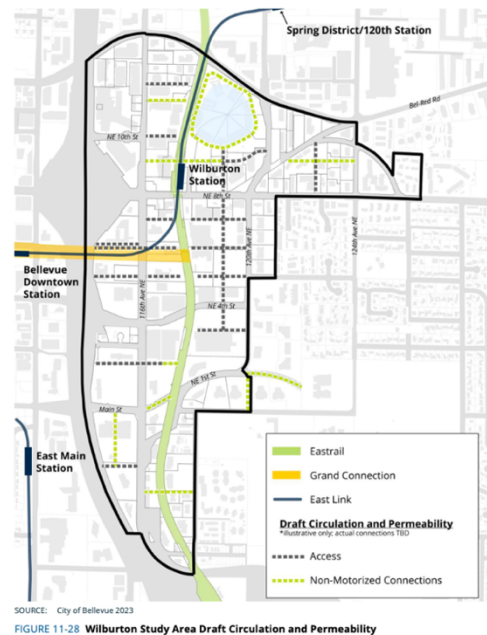 Spring District/120th Station
Bel Red Rd
NE 10th St
Wilburton
Station
NE 8th St
120th Ave NE
124th Ave NE
Bellevue
Downtown
Station
116th Ave NE
NE 4th St
NE 1st St
Main St
East Main
Station
Eastrail
Grand Connection
East Link
Draft Circulation and Permeability
*illustrative only; actual connections TBD
Access
Non-Motorized Connections
SOURCE: City of Bellevue 2023
FIGURE 11-28 Wilburton Study Area Draft Circulation and Permeability